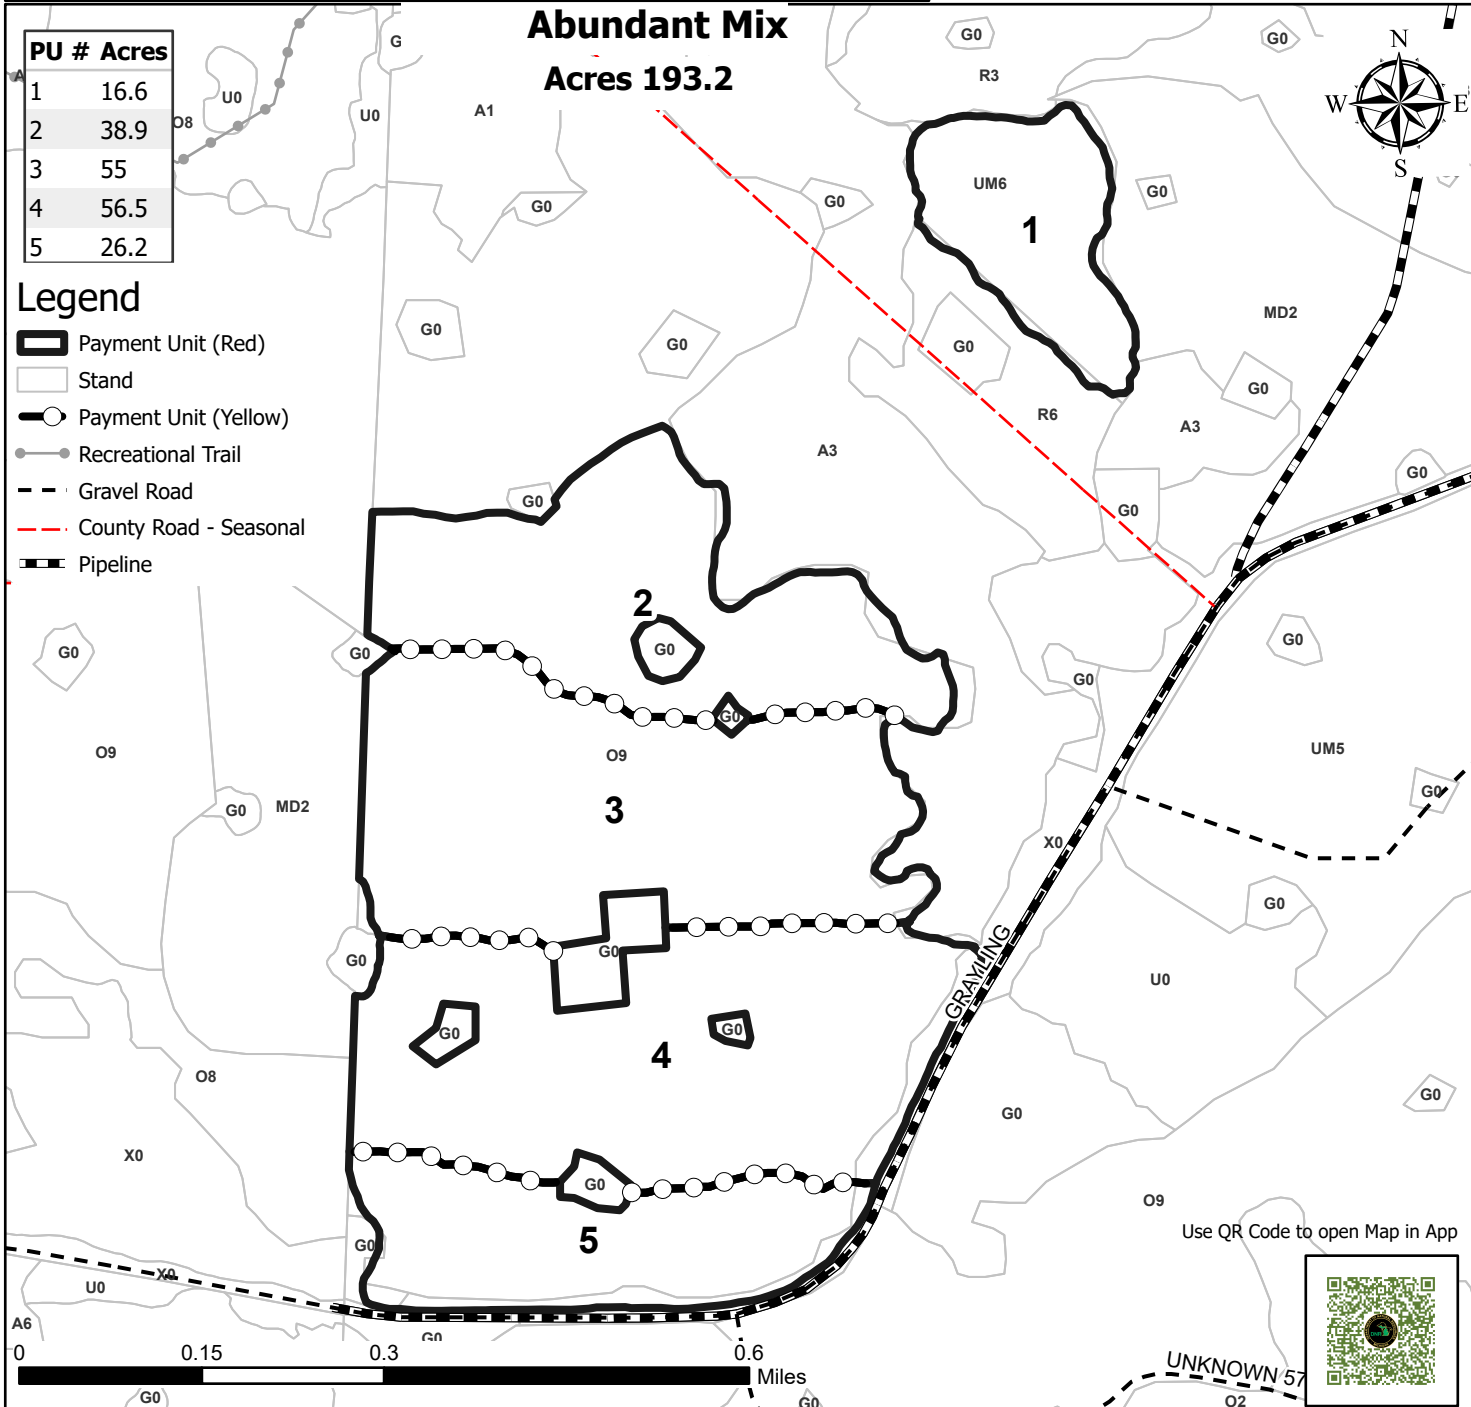 Abundant Mix
Acres 193.2
PU # Acres
1 16.6
2 38.9
3 55
4 56.5
5 26.2
Legend
Payment Unit (Red)
Stand
Payment Unit (Yellow)
Recreational Trail
Gravel Road
County Road - Seasonal
Pipeline
N
W E
S
G0
G0
R3
U0
O8
U0
A1
G0
G0
UM6
G0
1
MD2
G0
G0
G0
G0
R6
A3
A3
G0
G0
G0
2
G0
G0
G0
G0
G0
G0
O9
O9
UM5
G0
MD2
G0
3
X0
G0
G0
G0
GRAYLING
U0
G0
G0
4
O8
G0
G0
X0
G0
O9
5
G0
Use QR Code to open Map in App
X0
U0
A6
G0
0 0.15 0.3 0.6
Miles
UNKNOWN 57
G0
G0
O2